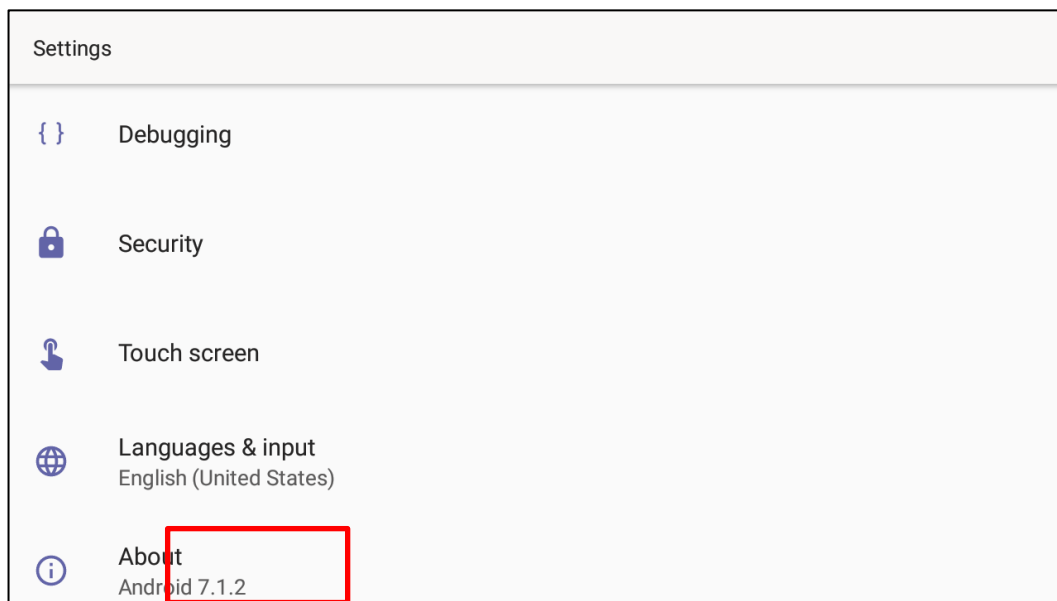 Settings
Debugging
Security
Touch screen
Languages & input
English (United States)
About
Android 7.1.2